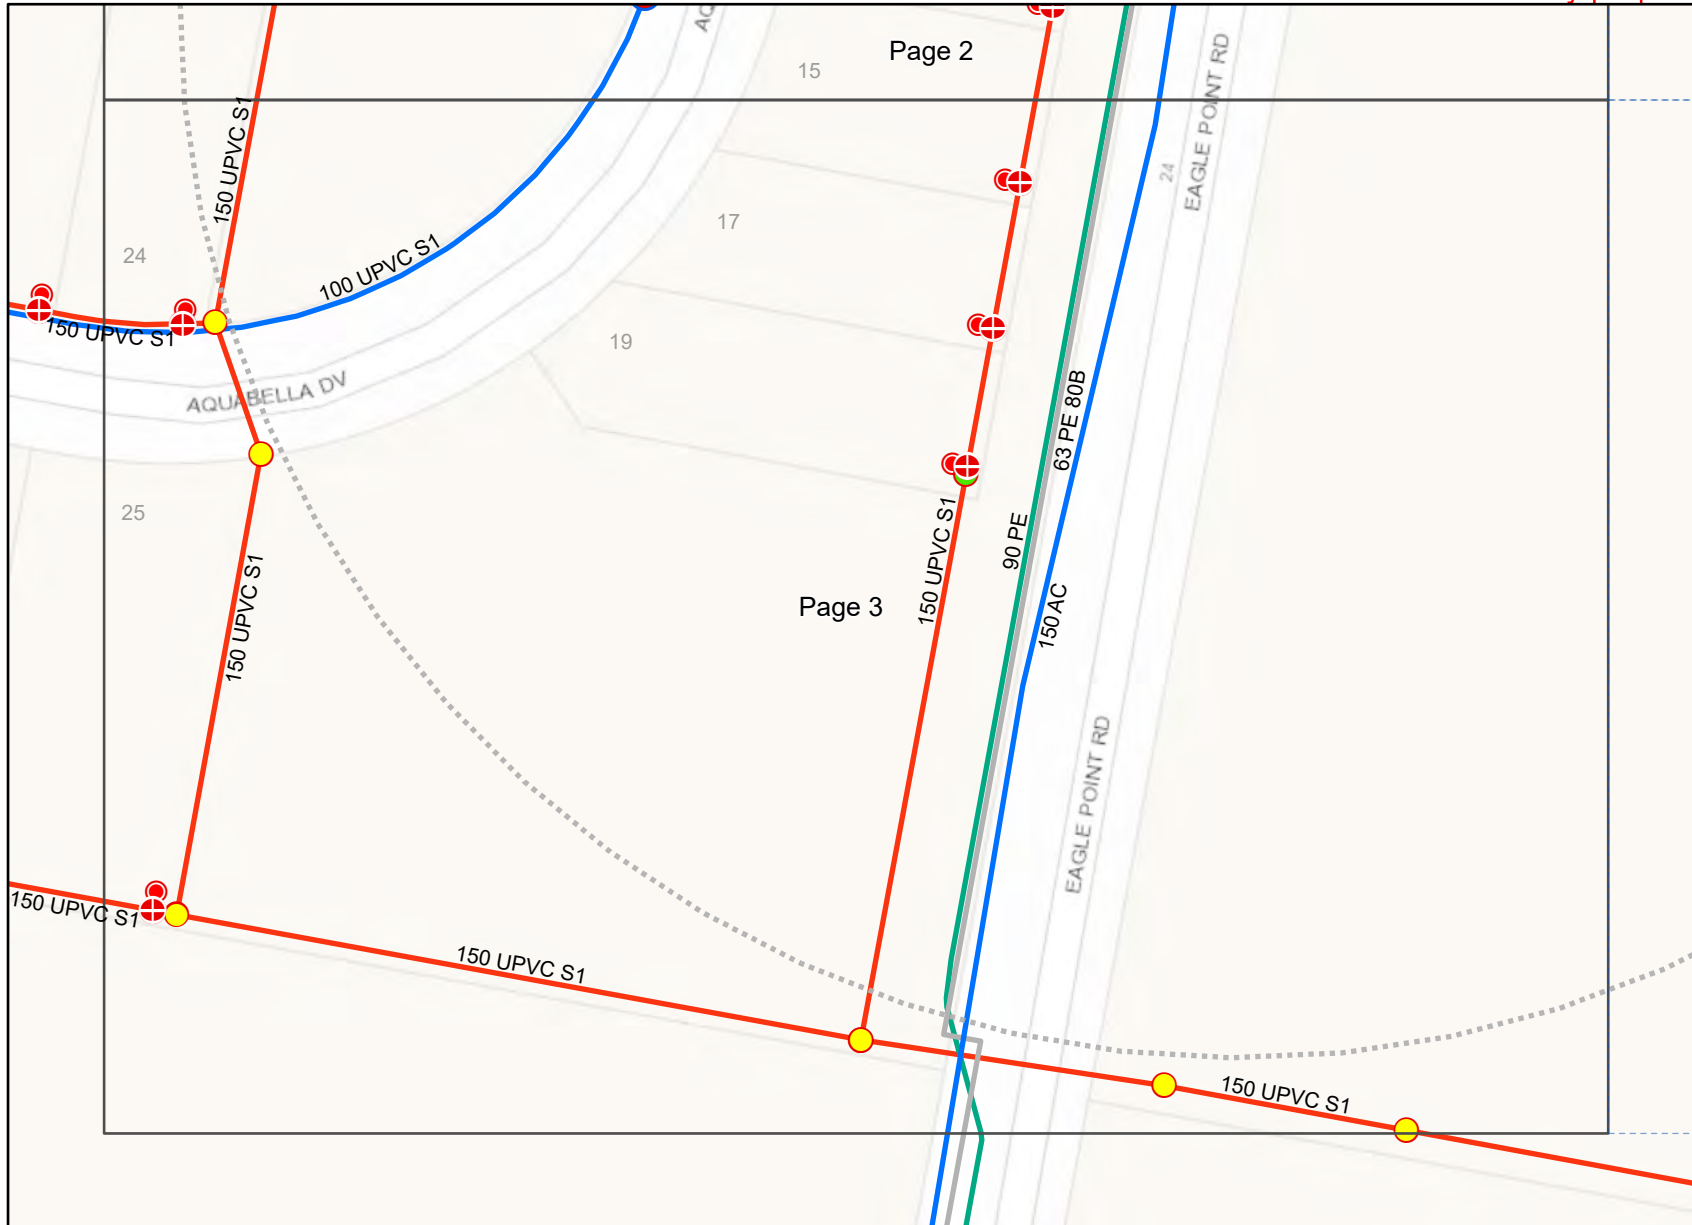 Page 2
15
AQ
EAGLE POINT RD
24
150 UPVC S1
17
24
100 UPVC S1
150 UPVC S1
19
AQUABELLA DV
63 PE 80B
25
90 PE
150 UPVC S1
150 UPVC S1
150 AC
Page 3
EAGLE POINT RD
150 UPVC S1
150 UPVC S1
150 UPVC S1